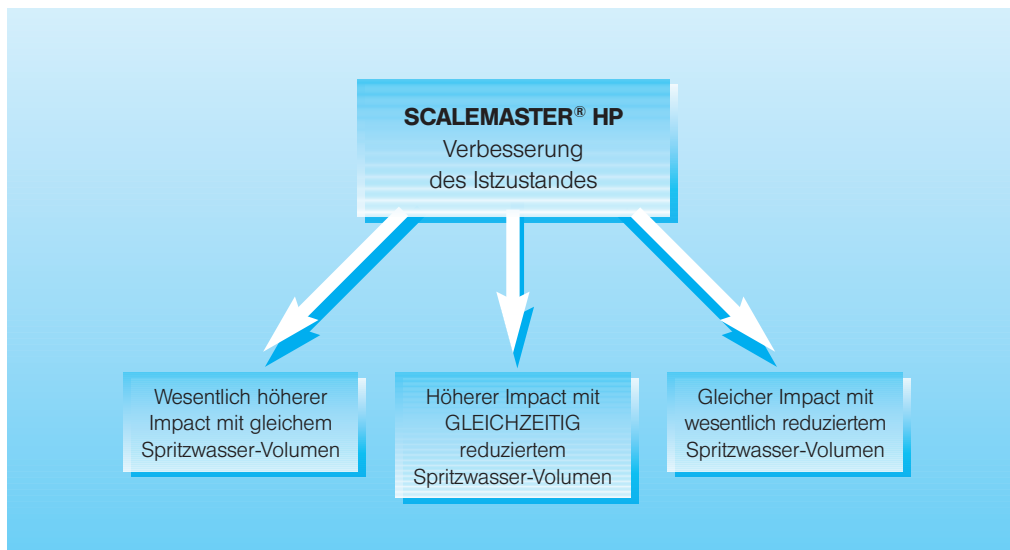 SCALEMASTER® HP
Verbesserung
des Istzustandes
Wesentlich höherer
Impact mit gleichem
Spritzwasser-Volumen
Höherer Impact mit
GLEICHZEITIG
reduziertem
Spritzwasser-Volumen
Gleicher Impact mit
wesentlich reduziertem
Spritzwasser-Volumen